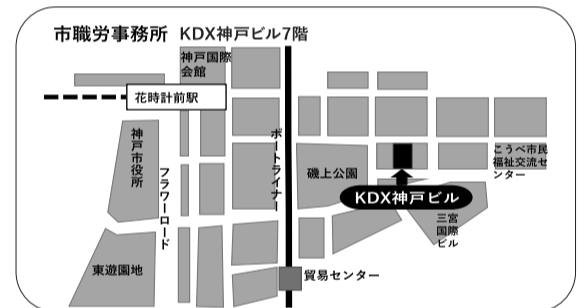 市職労事務所 KDX神戸ビル7階
神戸国際
会館
花時計前駅
神戸市役所
フラワーロード
ポートライナー
磯上公園
こうべ市民
福祉交流セ
ンター
KDX神戸ビル
三宮
国際
ビル
東遊園地
貿易センター